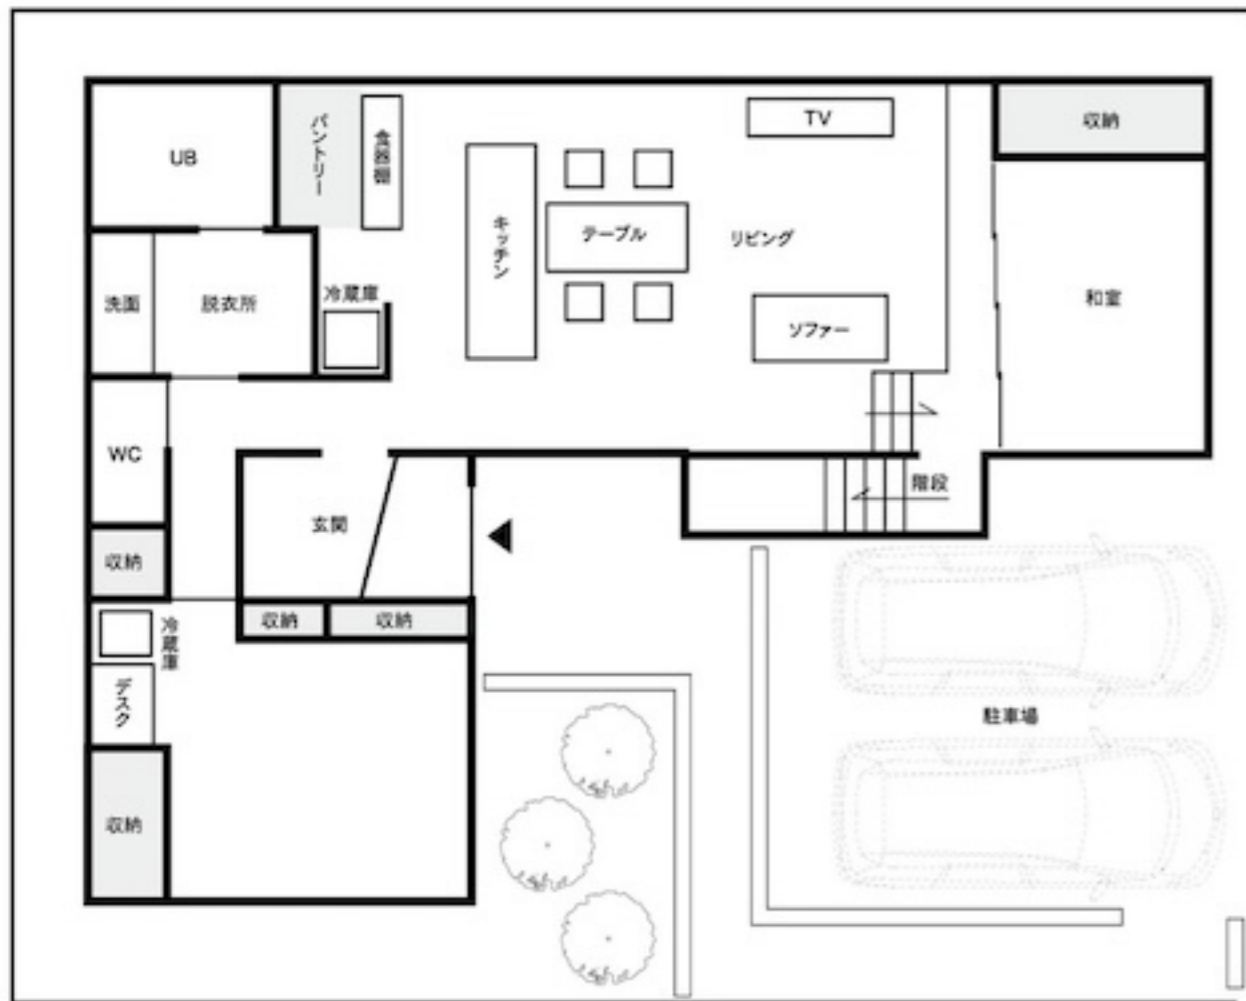 UB
パントリー
食器棚
TV
収納
キッチン
テーブル
リビング
洗面
脱衣所
冷蔵庫
ソファー
和室
WC
階段
玄関
収納
収納
収納
冷蔵庫
デスク
駐車場
収納